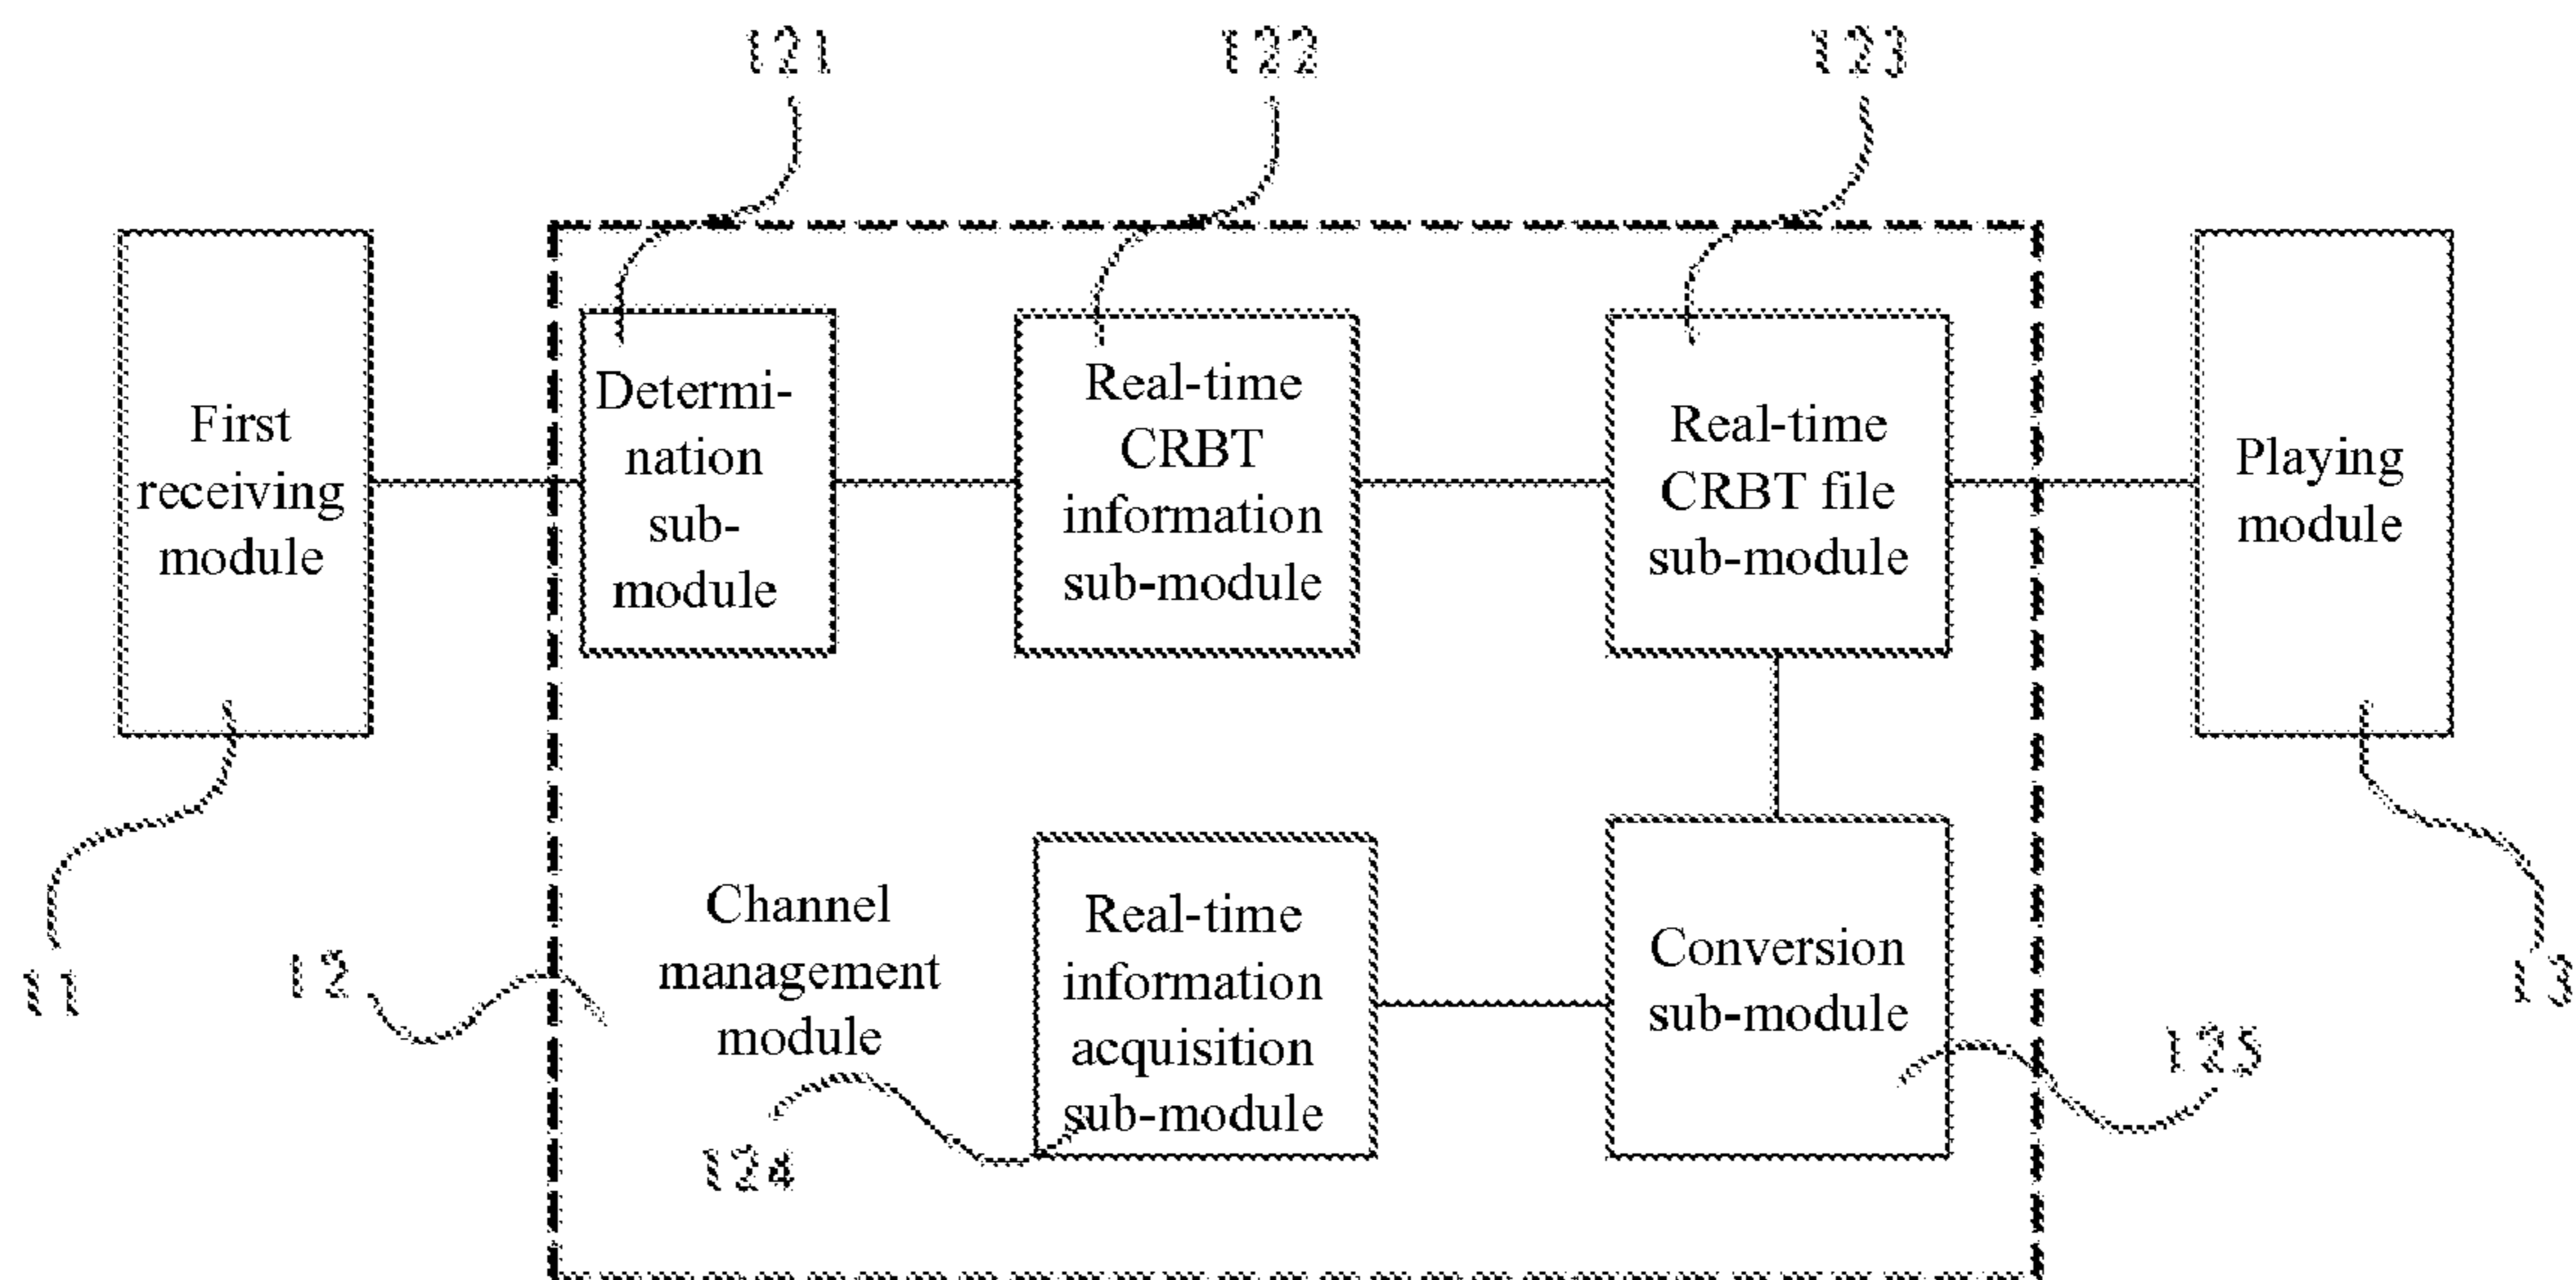 121
122
123
First
receiving
module
Determi-
nation
sub-
module
Real-time
CRBT
information
sub-module
Real-time
CRBT file
sub-module
Playing
module
11
12
Channel
management
module
124
Real-time
information
acquisition
sub-module
Conversion
sub-module
125
13